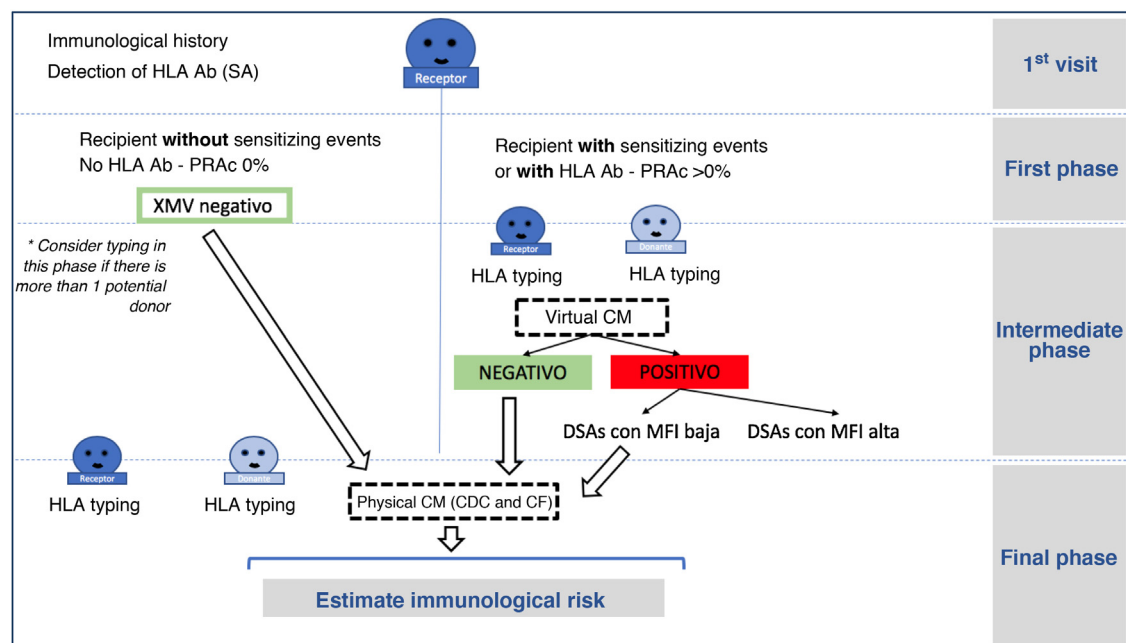 Immunological history
Detection of HLA Ab (SA)
Receptor
1st visit
Recipient without sensitizing events
No HLA Ab - PRAc 0%
XMV negativo
Recipient with sensitizing events
or with HLA Ab - PRAc >0%
First phase
* Consider typing in
this phase if there is
more than 1 potential
donor
Receptor
Donante
HLA typing
HLA typing
Virtual CM
NEGATIVO
POSITIVO
DSAs con MFI baja
DSAs con MFI alta
Intermediate
phase
Receptor
Donante
HLA typing
HLA typing
Physical CM (CDC and CF)
Estimate immunological risk
Final phase